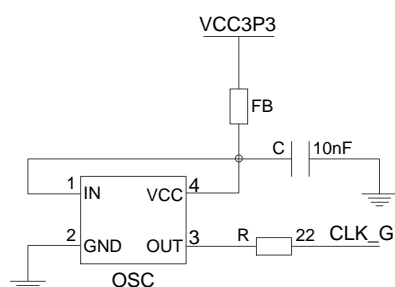 VCC3P3
FB
C 10nF
1 IN VCC 4
2 GND OUT 3 R 22 CLK_G
OSC